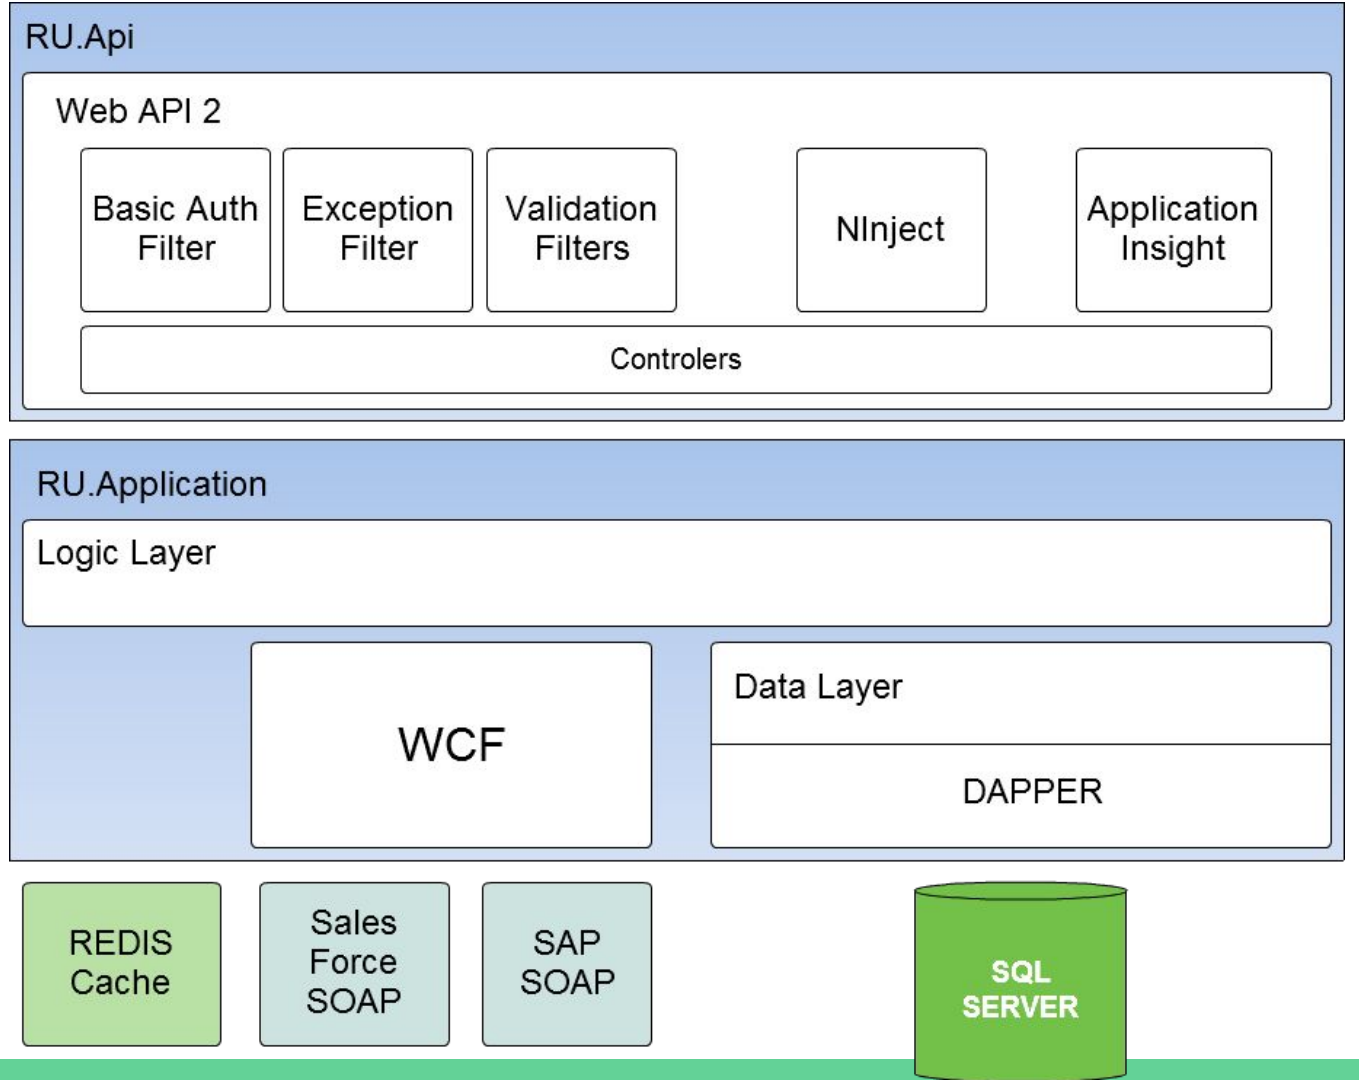 RU.Api
Web API 2
Basic Auth
Filter
Exception
Filter
Validation
Filters
NInject
Application
Insight
Controlers
RU.Application
Logic Layer
WCF
Data Layer
DAPPER
REDIS
Cache
Sales
Force
SOAP
SAP
SOAP
SQL
SERVER